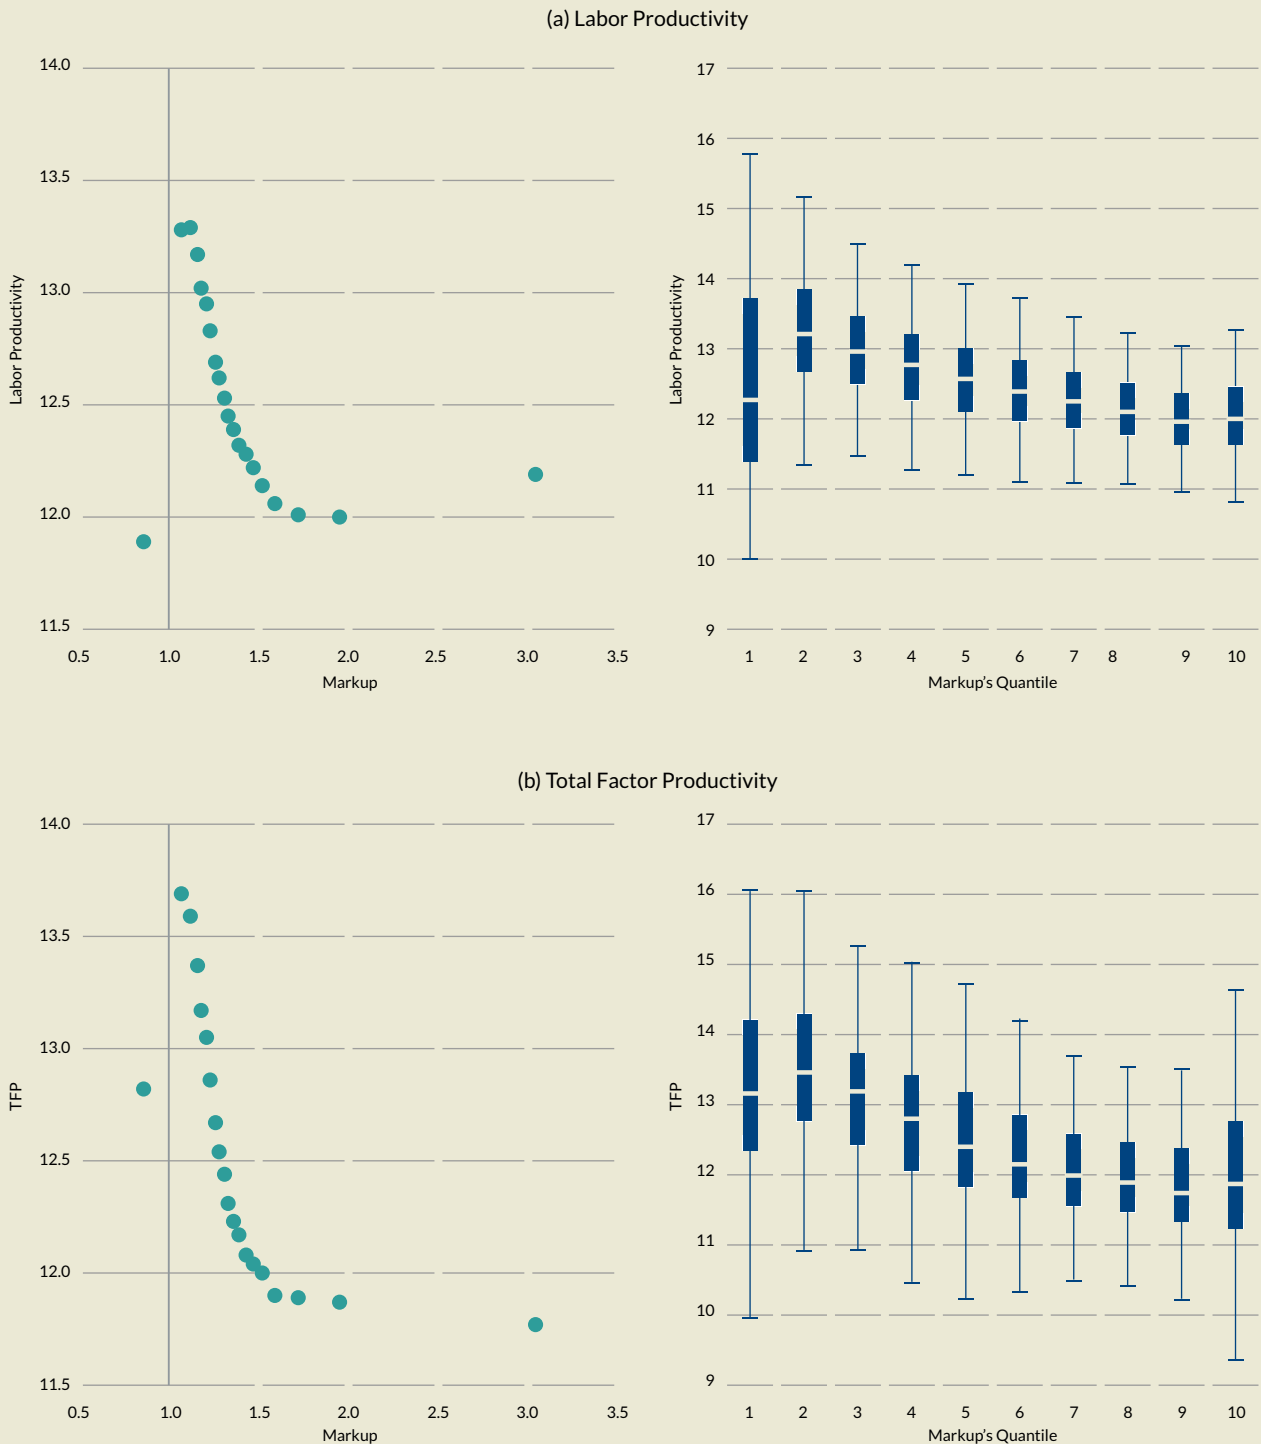 (a) Labor Productivity
14.0
13.5
13.0
12.5
12.0
11.5
Labor Productivity
0.5 1.0 1.5 2.0 2.5 3.0 3.5
Markup
17
16
15
14
13
12
11
10
9
Labor Productivity
1 2 3 4 5 6 7 8 9 10
Markup’s Quantile
(b) Total Factor Productivity
14.0
13.5
13.0
12.5
12.0
11.5
TFP
0.5 1.0 1.5 2.0 2.5 3.0 3.5
Markup
17
16
15
14
13
12
11
10
9
TFP
1 2 3 4 5 6 7 8 9 10
Markup’s Quantile